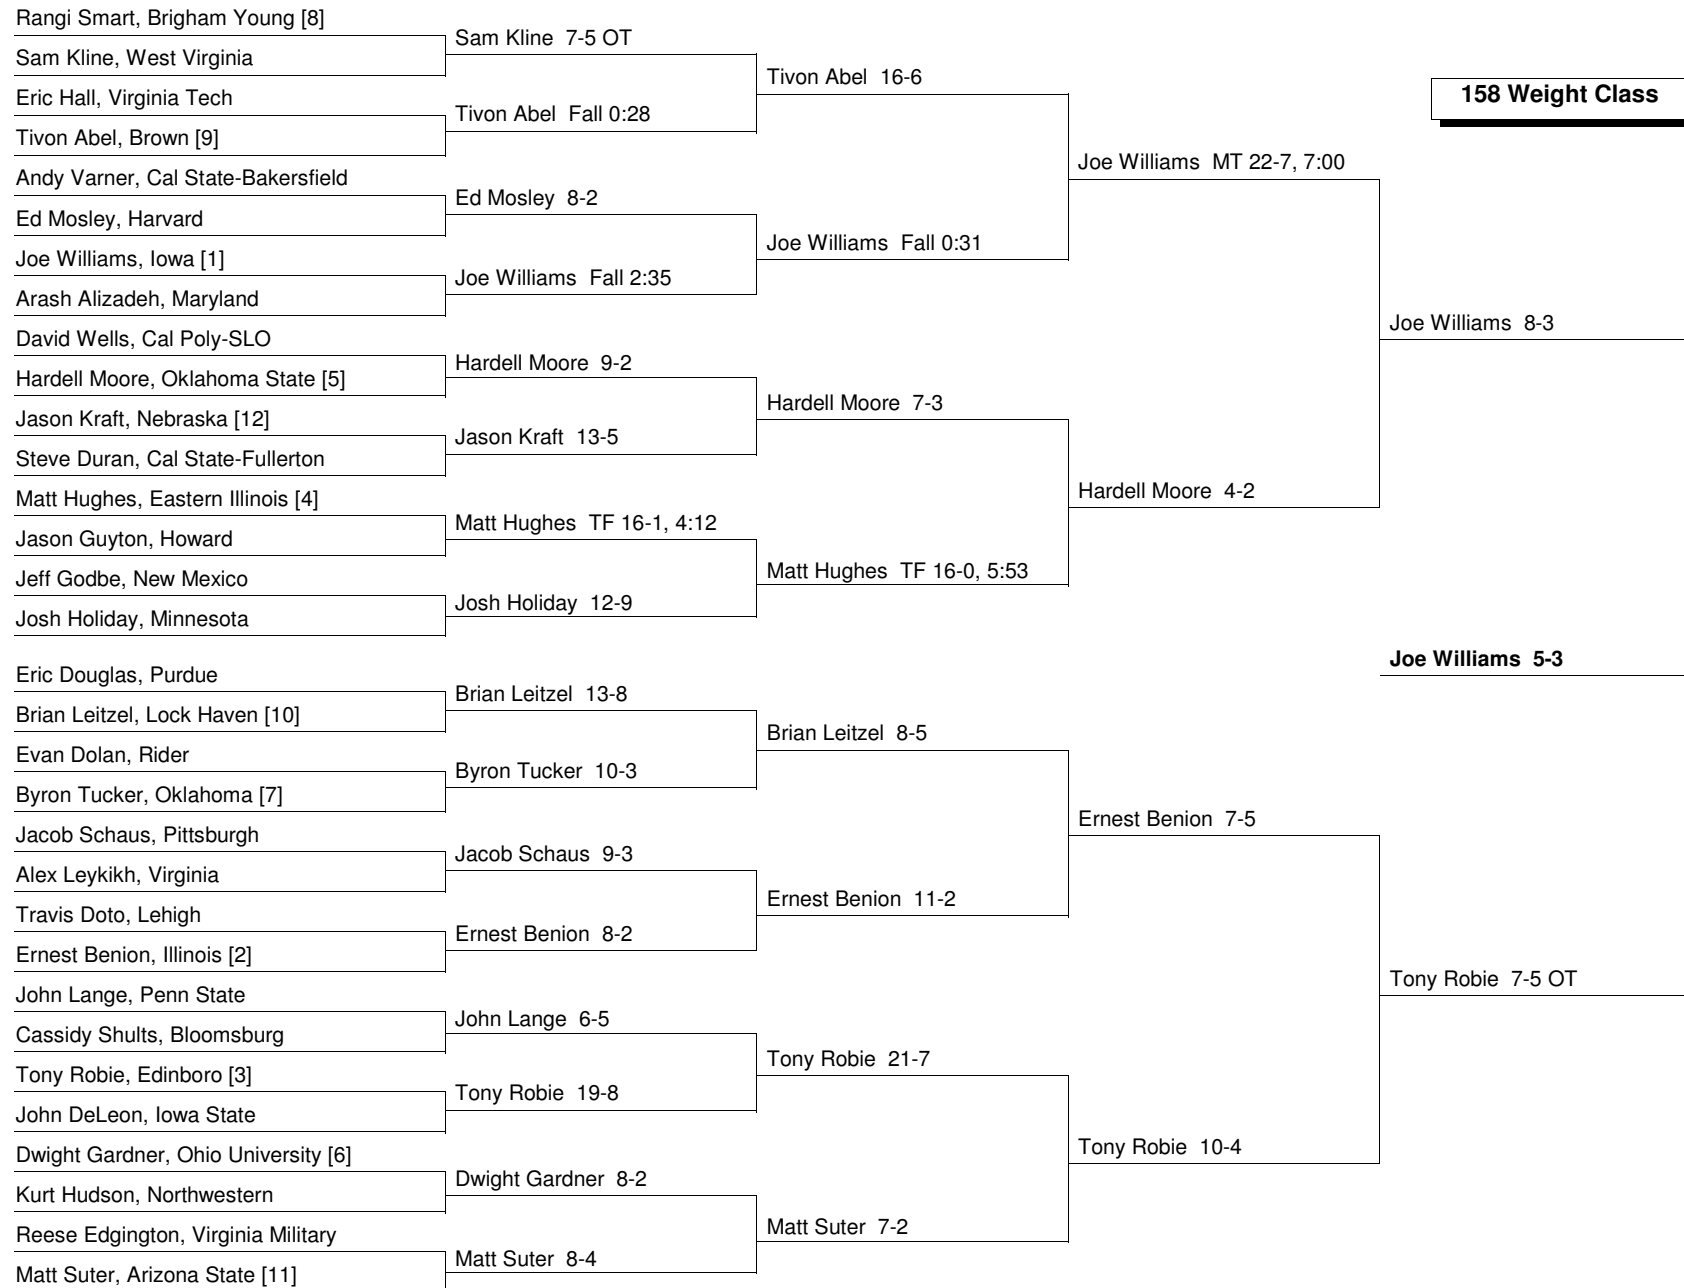 Rangi Smart, Brigham Young [8]
Sam Kline, West Virginia
Eric Hall, Virginia Tech
Tivon Abel, Brown [9]
Andy Varner, Cal State-Bakersfield
Ed Mosley, Harvard
Joe Williams, Iowa [1]
Arash Alizadeh, Maryland
David Wells, Cal Poly-SLO
Hardell Moore, Oklahoma State [5]
Jason Kraft, Nebraska [12]
Steve Duran, Cal State-Fullerton
Matt Hughes, Eastern Illinois [4]
Jason Guyton, Howard
Jeff Godbe, New Mexico
Josh Holiday, Minnesota
Eric Douglas, Purdue
Brian Leitzel, Lock Haven [10]
Evan Dolan, Rider
Byron Tucker, Oklahoma [7]
Jacob Schaus, Pittsburgh
Alex Leykikh, Virginia
Travis Doto, Lehigh
Ernest Benion, Illinois [2]
John Lange, Penn State
Cassidy Shults, Bloomsburg
Tony Robie, Edinboro [3]
John DeLeon, Iowa State
Dwight Gardner, Ohio University [6]
Kurt Hudson, Northwestern
Reese Edgington, Virginia Military
Matt Suter, Arizona State [11]
Sam Kline 7-5 OT
Tivon Abel Fall 0:28
Ed Mosley 8-2
Joe Williams Fall 2:35
Hardell Moore 9-2
Jason Kraft 13-5
Matt Hughes TF 16-1, 4:12
Josh Holiday 12-9
Brian Leitzel 13-8
Byron Tucker 10-3
Jacob Schaus 9-3
Ernest Benion 8-2
John Lange 6-5
Tony Robie 19-8
Dwight Gardner 8-2
Matt Suter 8-4
Tivon Abel 16-6
Joe Williams Fall 0:31
Hardell Moore 7-3
Matt Hughes TF 16-0, 5:53
Brian Leitzel 8-5
Ernest Benion 11-2
Tony Robie 21-7
Matt Suter 7-2
Joe Williams MT 22-7, 7:00
Hardell Moore 4-2
Ernest Benion 7-5
Tony Robie 10-4
158 Weight Class
Joe Williams 8-3
Joe Williams 5-3
Tony Robie 7-5 OT